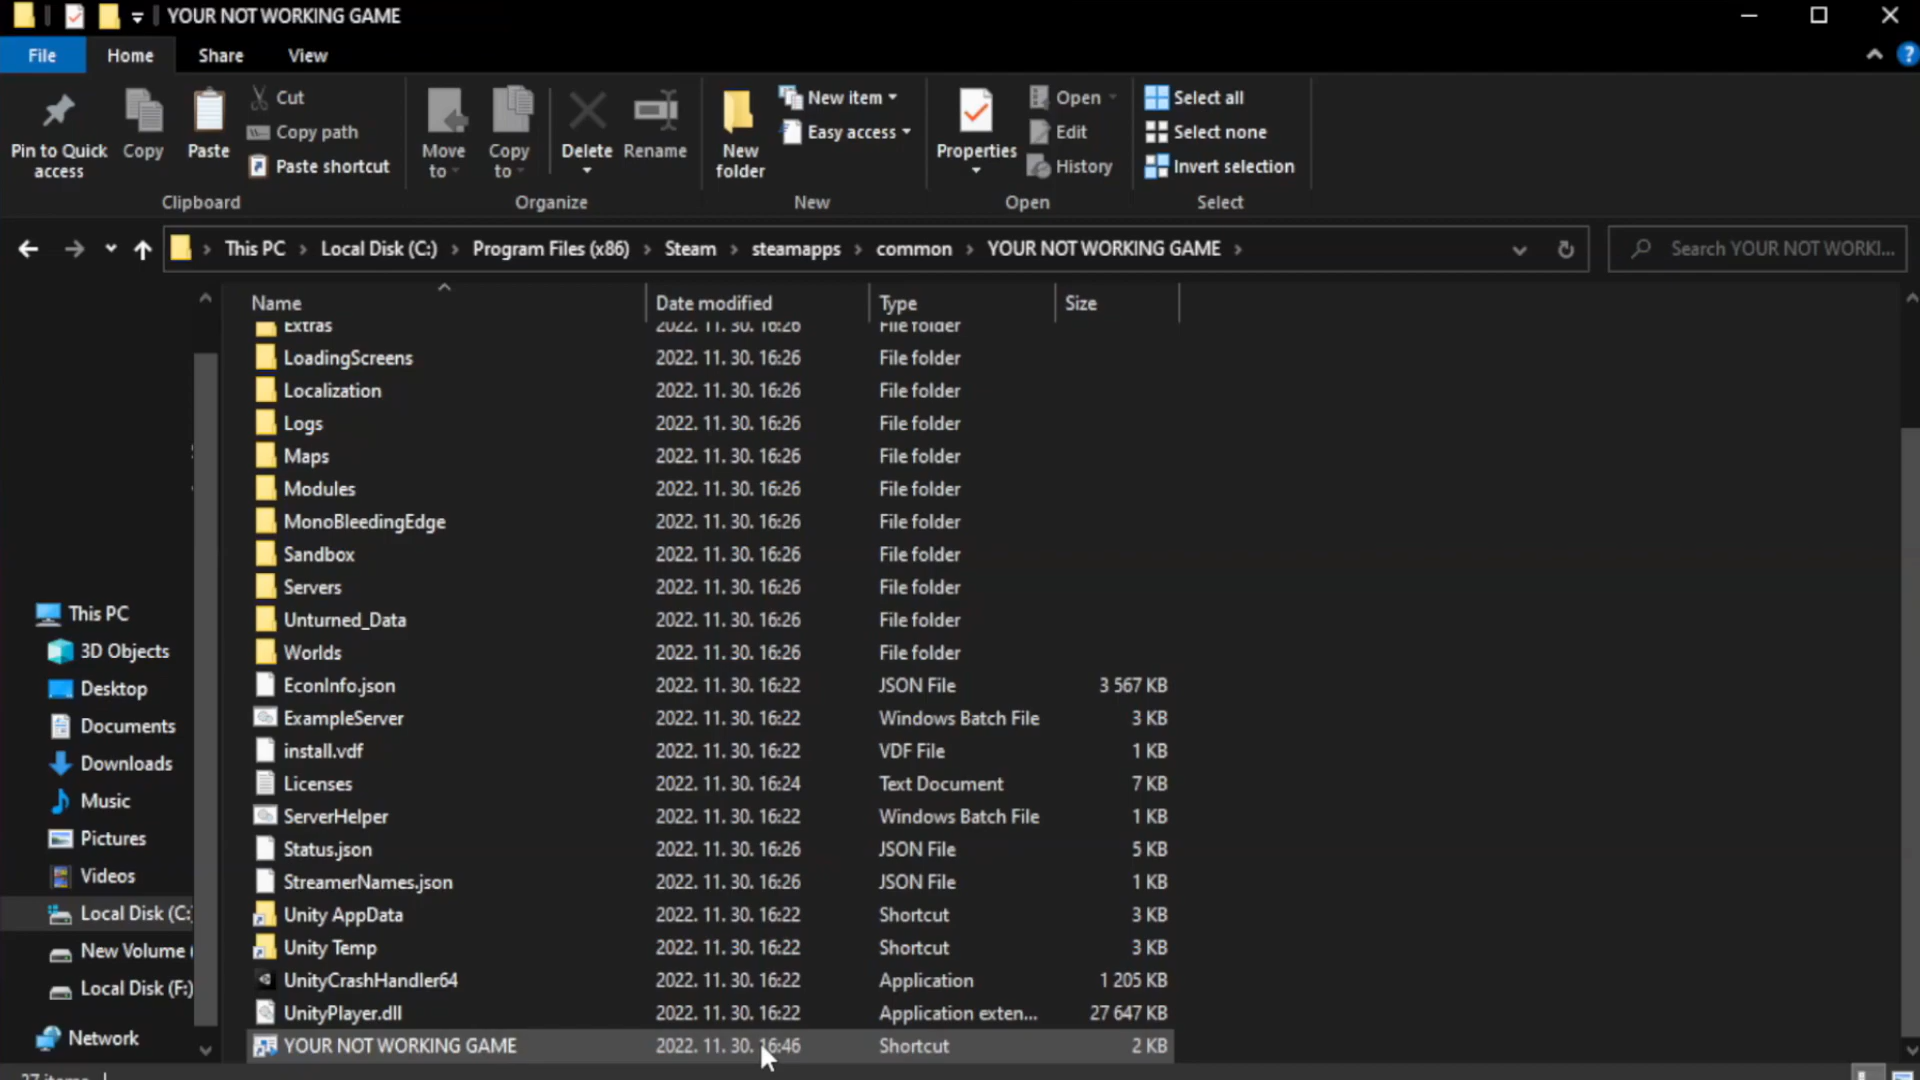 YOUR NOT WORKING GAME
File Home Share View
Pin to Quick access
Copy
Paste
Cut
Copy path
Paste shortcut
Clipboard
Move to
Copy to
Delete
Rename
Organize
New folder
New item
Easy access
New
Properties
Open
Edit
History
Open
Select all
Select none
Invert selection
Select
This PC Local Disk (C:) Program Files (x86) Steam steamapps common YOUR NOT WORKING GAME
Search YOUR NOT WORKI...
This PC
3D Objects
Desktop
Documents
Downloads
Music
Pictures
Videos
Local Disk (C:)
New Volume (
Local Disk (F:)
Network
Name Date modified Type Size
Extras 2022. 11. 30. 16:26 File folder
LoadingScreens 2022. 11. 30. 16:26 File folder
Localization 2022. 11. 30. 16:26 File folder
Logs 2022. 11. 30. 16:26 File folder
Maps 2022. 11. 30. 16:26 File folder
Modules 2022. 11. 30. 16:26 File folder
MonoBleedingEdge 2022. 11. 30. 16:26 File folder
Sandbox 2022. 11. 30. 16:26 File folder
Servers 2022. 11. 30. 16:26 File folder
Unturned_Data 2022. 11. 30. 16:26 File folder
Worlds 2022. 11. 30. 16:26 File folder
EconInfo.json 2022. 11. 30. 16:22 JSON File 3 567 KB
ExampleServer 2022. 11. 30. 16:22 Windows Batch File 3 KB
install.vdf 2022. 11. 30. 16:22 VDF File 1 KB
Licenses 2022. 11. 30. 16:24 Text Document 7 KB
ServerHelper 2022. 11. 30. 16:22 Windows Batch File 1 KB
Status.json 2022. 11. 30. 16:26 JSON File 5 KB
StreamerNames.json 2022. 11. 30. 16:26 JSON File 1 KB
Unity AppData 2022. 11. 30. 16:22 Shortcut 3 KB
Unity Temp 2022. 11. 30. 16:22 Shortcut 3 KB
UnityCrashHandler64 2022. 11. 30. 16:22 Application 1 205 KB
UnityPlayer.dll 2022. 11. 30. 16:22 Application exten... 27 647 KB
YOUR NOT WORKING GAME 2022. 11. 30. 16:46 Shortcut 2 KB